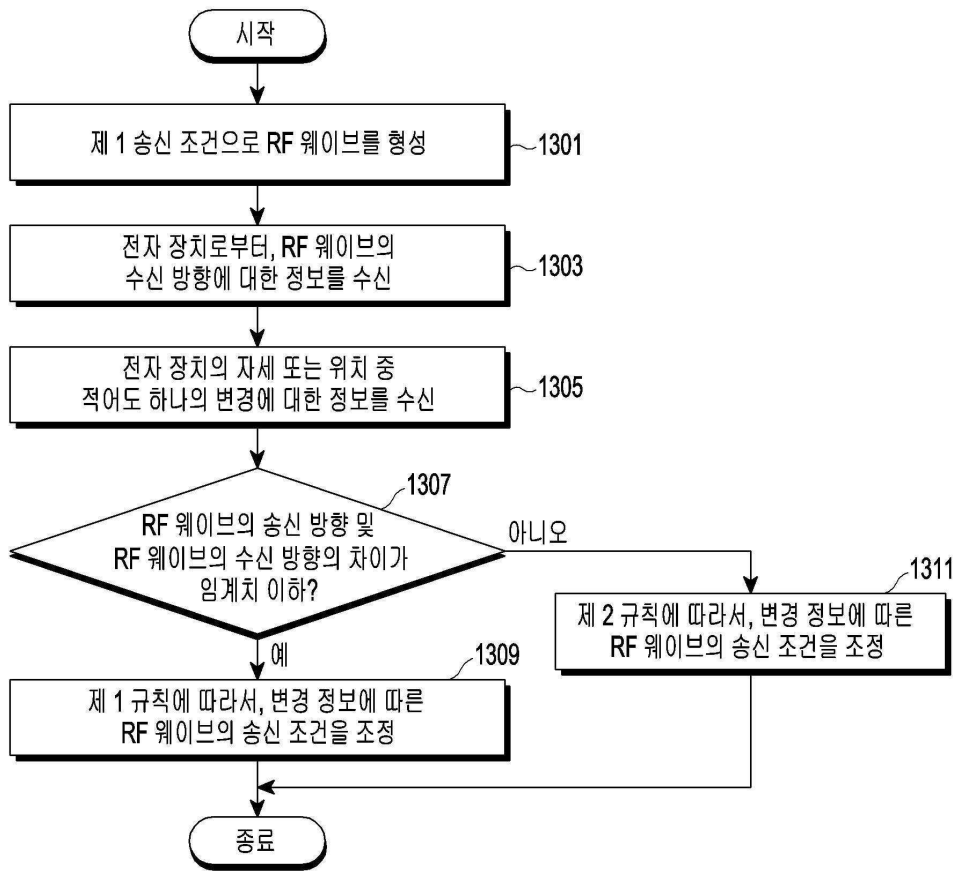 시작
제 1 송신 조건으로 RF 웨이브를 형성
1301
전자 장치로부터, RF 웨이브의
수신 방향에 대한 정보를 수신
1303
전자 장치의 자세 또는 위치 중
적어도 하나의 변경에 대한 정보를 수신
1305
1307
RF 웨이브의 송신 방향 및
RF 웨이브의 수신 방향의 차이가
임계치 이하?
아니오
1311
제 2 규칙에 따라서, 변경 정보에 따른
RF 웨이브의 송신 조건을 조정
예
1309
제 1 규칙에 따라서, 변경 정보에 따른
RF 웨이브의 송신 조건을 조정
종료